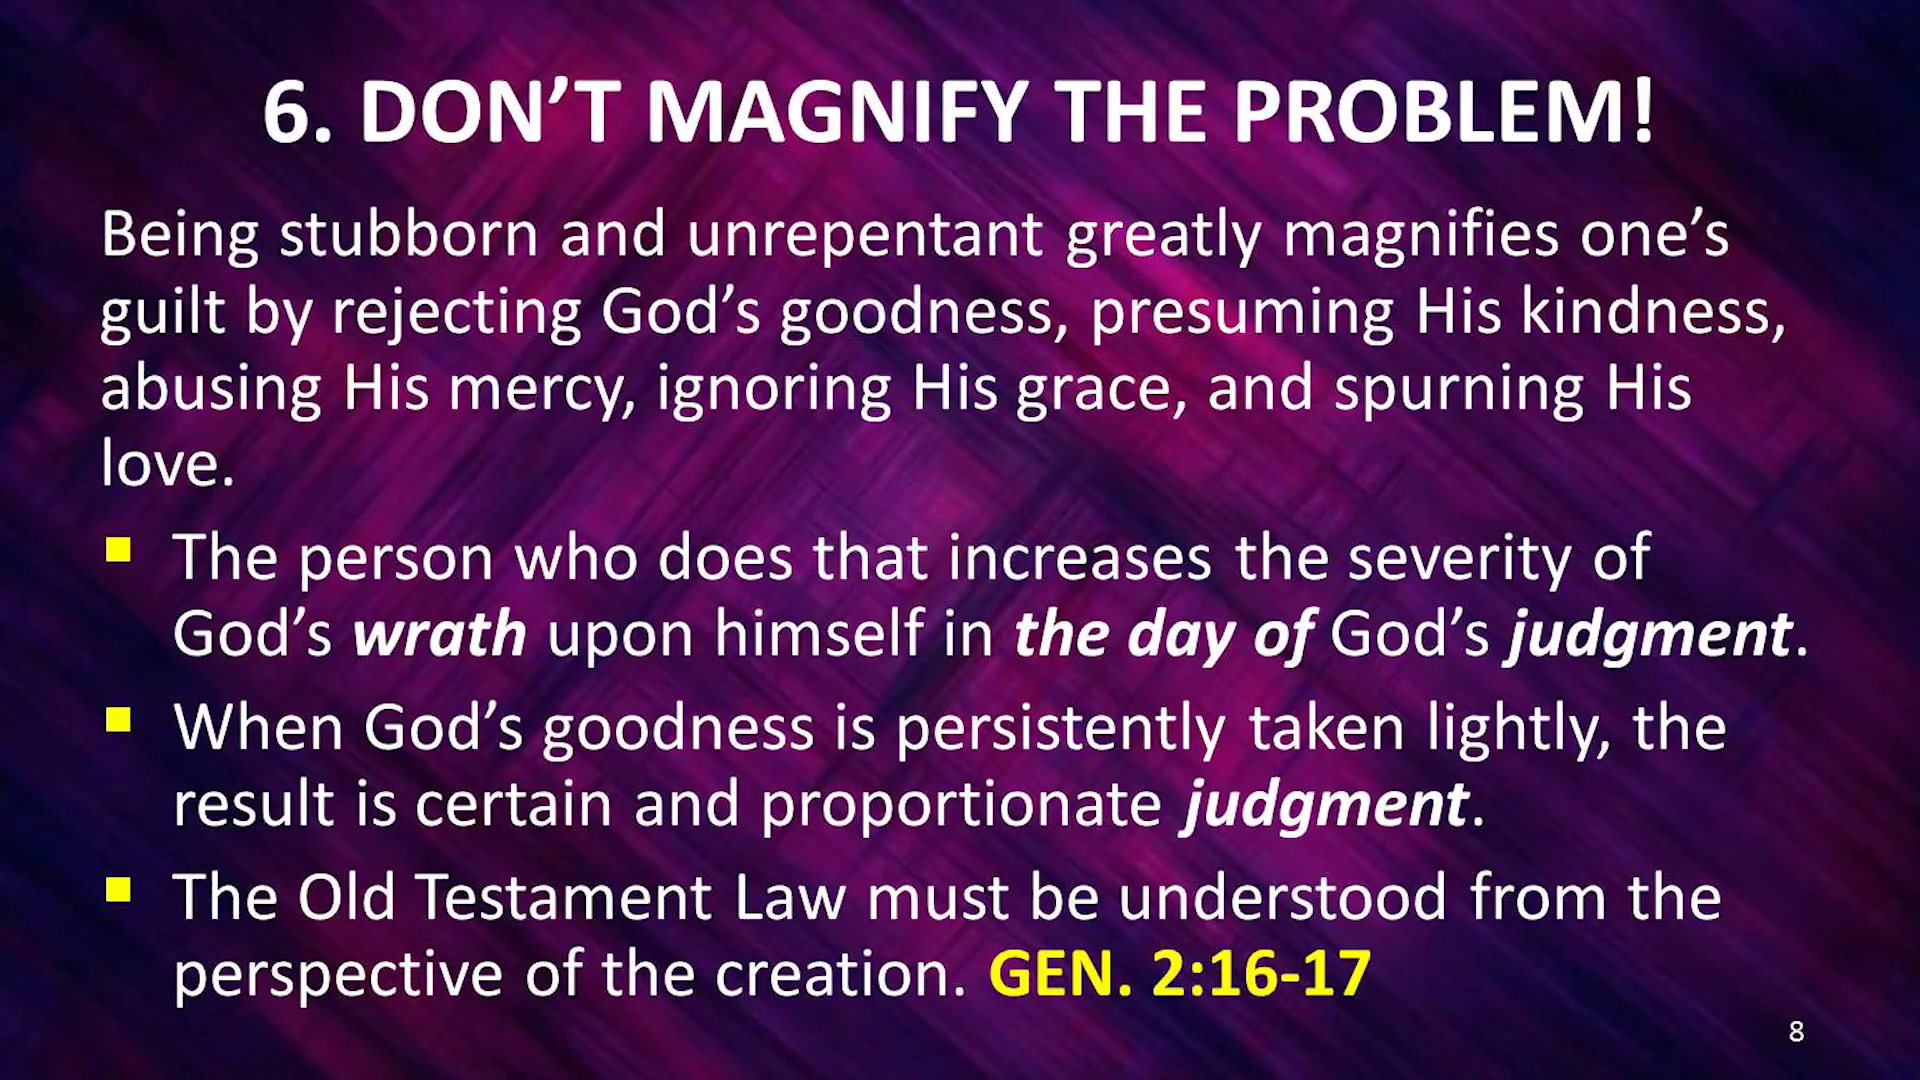 6. DON’T MAGNIFY THE PROBLEM!
Being stubborn and unrepentant greatly magnifies one’s
guilt by rejecting God’s goodness, presuming His kindness,
abusing His mercy, ignoring His grace, and spurning His
love.
The person who does that increases the severity of
God’s wrath upon himself in the day of God’s judgment.
When God’s goodness is persistently taken lightly, the
result is certain and proportionate judgment.
The Old Testament Law must be understood from the
perspective of the creation. GEN. 2:16-17
8